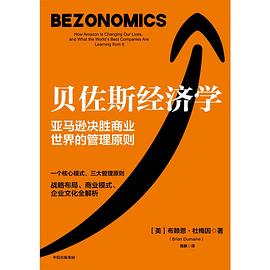 BEZONOMICS
How Amazon Is Changing Our Lives,
and What the World's Best Companies Are
Learning from It
贝佐斯经济学
亚马逊决胜商业
世界的管理原则
一个核心模式，三大管理原则
战略布局、商业模式、
企业文化全解析
［美］布赖恩·杜梅因 ◎著
(Brian Dumaine)
中信出版集团